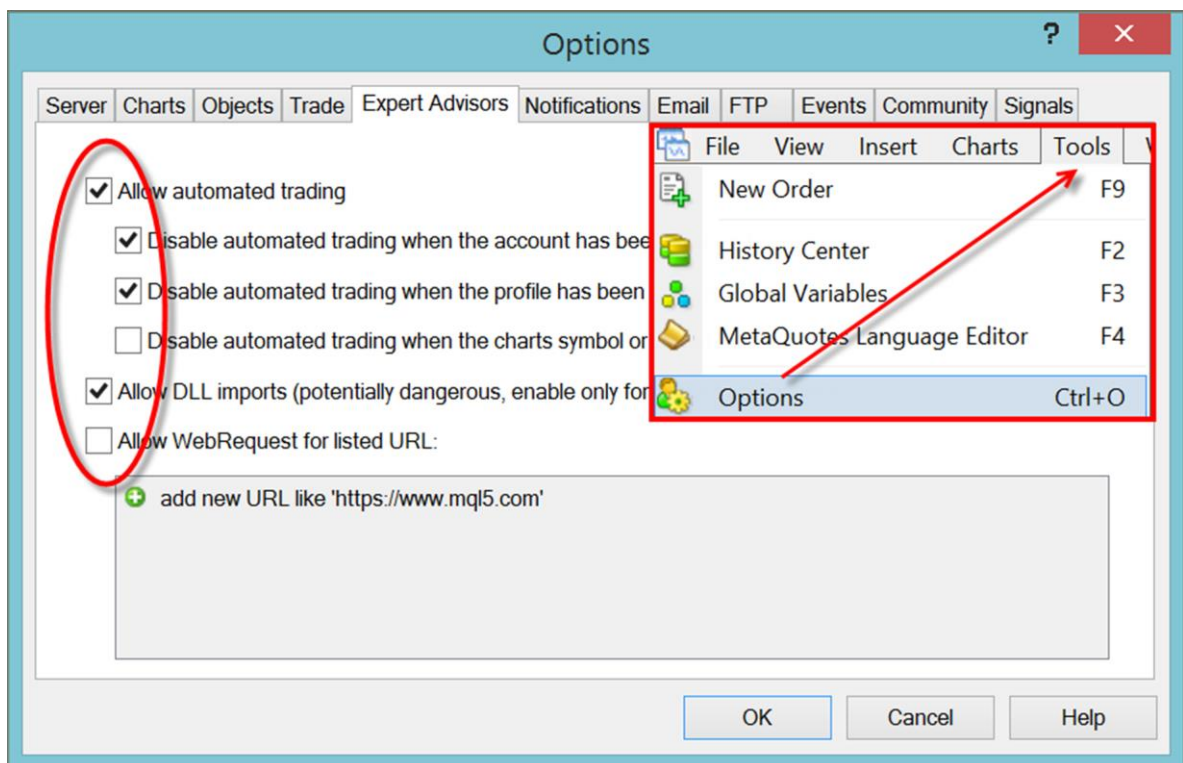 Options
?
Server Charts Objects Trade Expert Advisors Notifications Email FTP Events Community Signals
File View Insert Charts Tools
New Order F9
History Center F2
Global Variables F3
MetaQuotes Language Editor F4
Options Ctrl+O
Allow automated trading
Disable automated trading when the account has bee
Disable automated trading when the profile has been
Disable automated trading when the charts symbol or
Allow DLL imports (potentially dangerous, enable only for
Allow WebRequest for listed URL:
add new URL like 'https://www.mql5.com'
OK Cancel Help